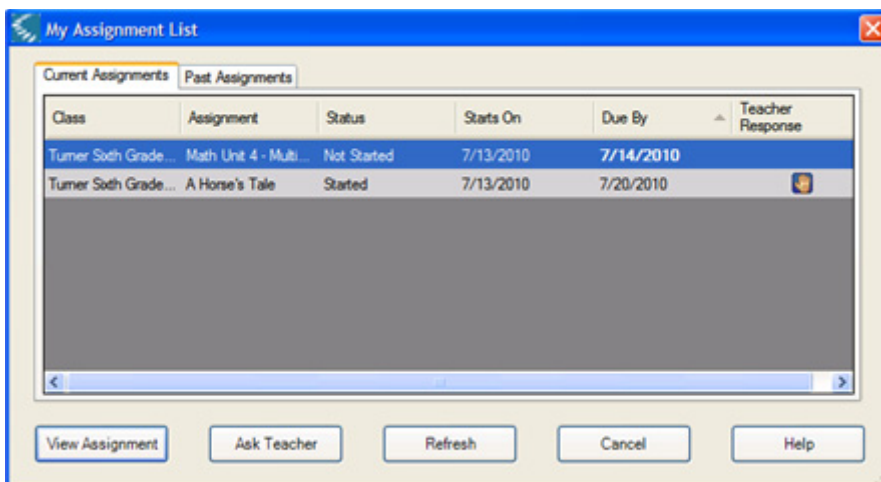 My Assignment List
Current Assignments Past Assignments
Class Assignment Status Starts On Due By Teacher Response
Turner Sixth Grade... Math Unit 4 - Multi... Not Started 7/13/2010 7/14/2010
Turner Sixth Grade... A Horse's Tale Started 7/13/2010 7/20/2010
View Assignment Ask Teacher Refresh Cancel Help